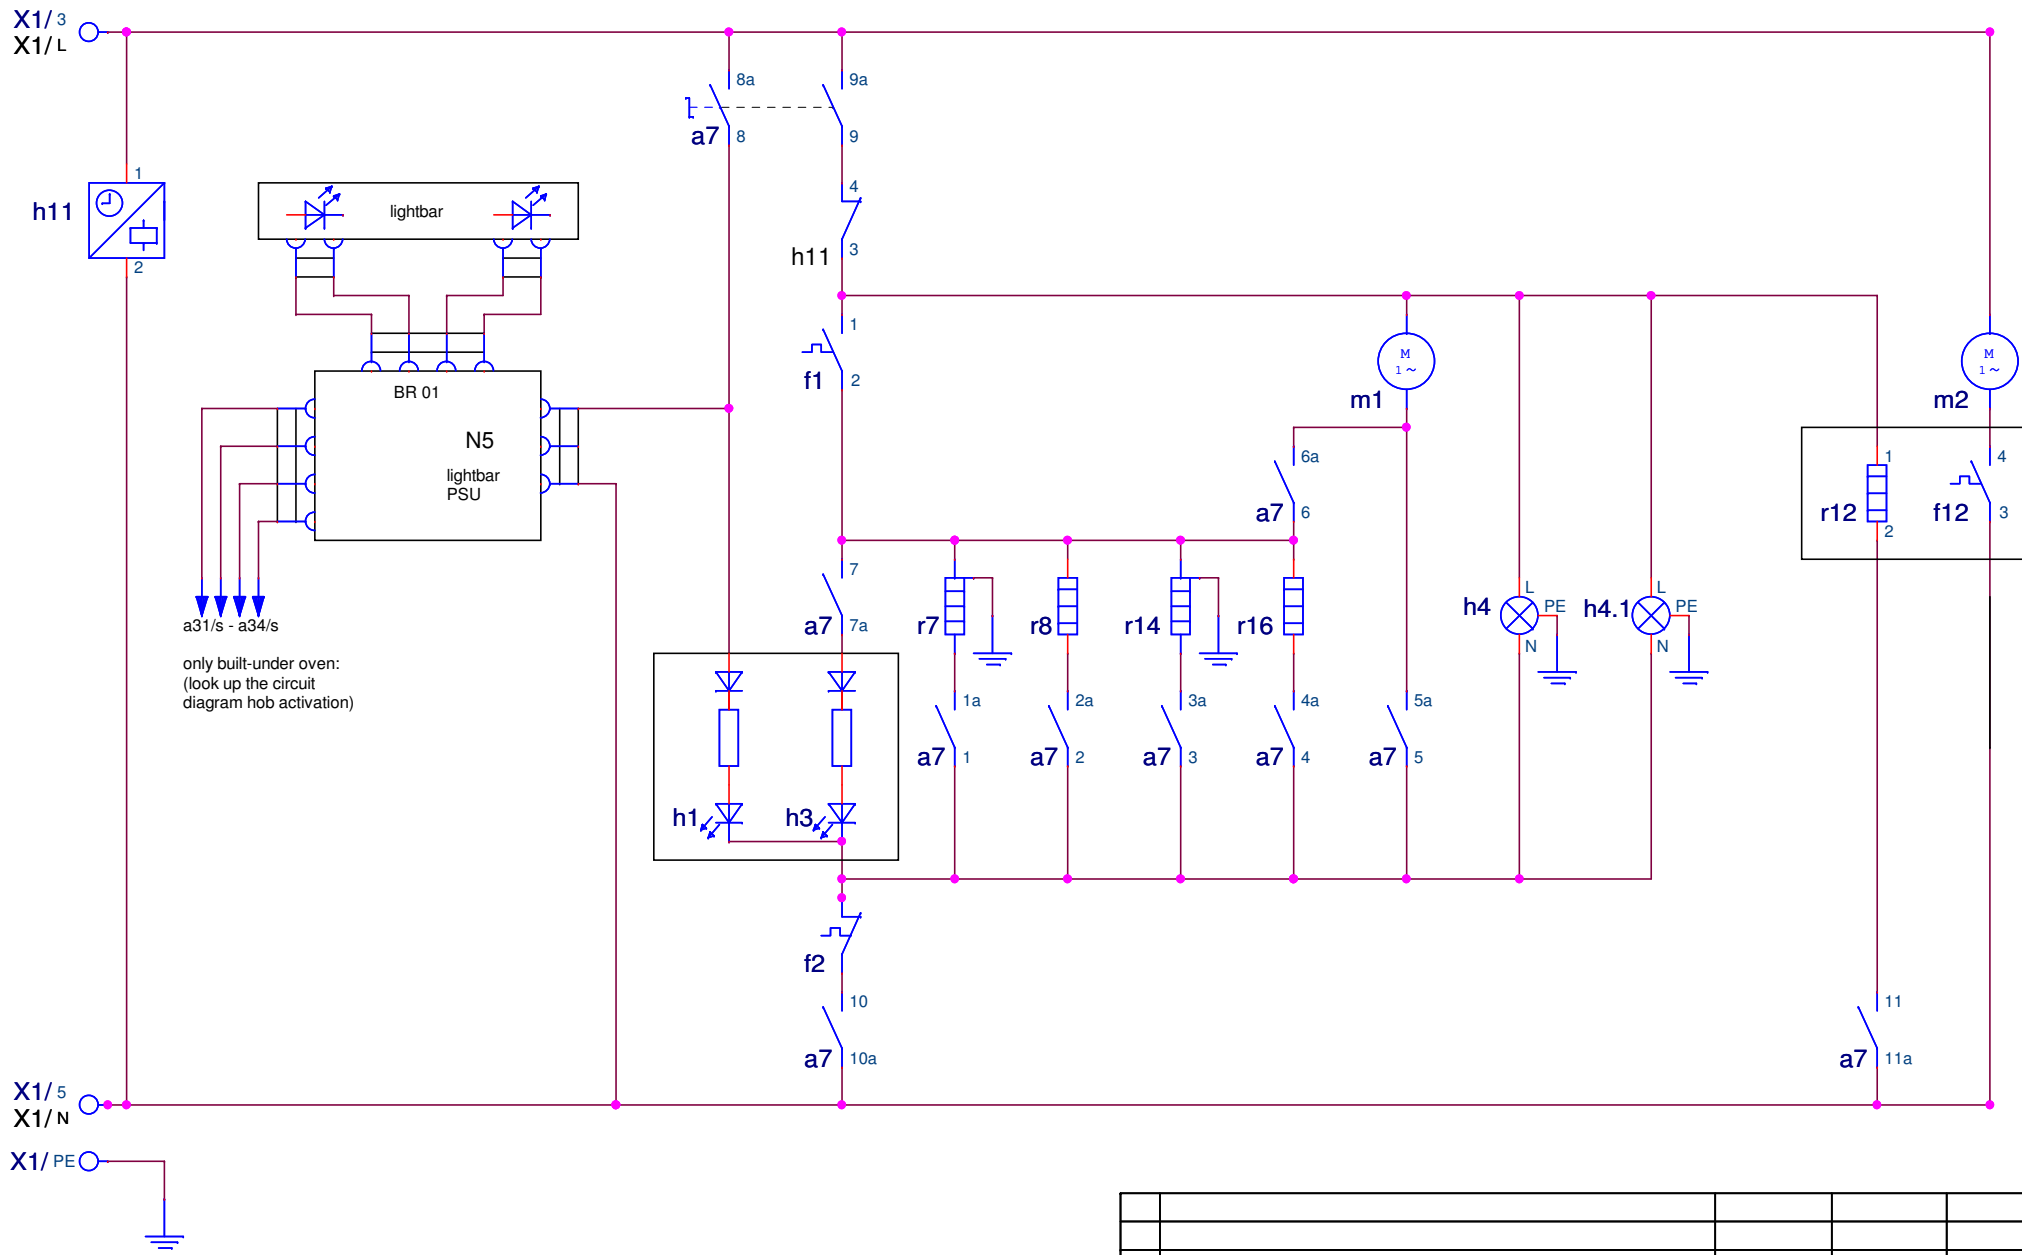 X1/ 3
X1/ L
8a
9a
a7
8
9
1
h11
2
lightbar
4
h11
3
1
f1
2
M
1 ~
m1
M
1 ~
m2
BR 01
N5
lightbar
PSU
6a
a7
6
1
r12
2
4
f12
3
7
a7
7a
r7
r8
r14
r16
h4
L
PE
N
h4.1
L
PE
N
a31/s - a34/s
only built-under oven:
(look up the circuit
diagram hob activation)
1a
a7
1
2a
a7
2
3a
a7
3
4a
a7
4
5a
a7
5
h1
h3
f2
10
a7
10a
11
a7
11a
X1/ 5
X1/ N
X1/ PE